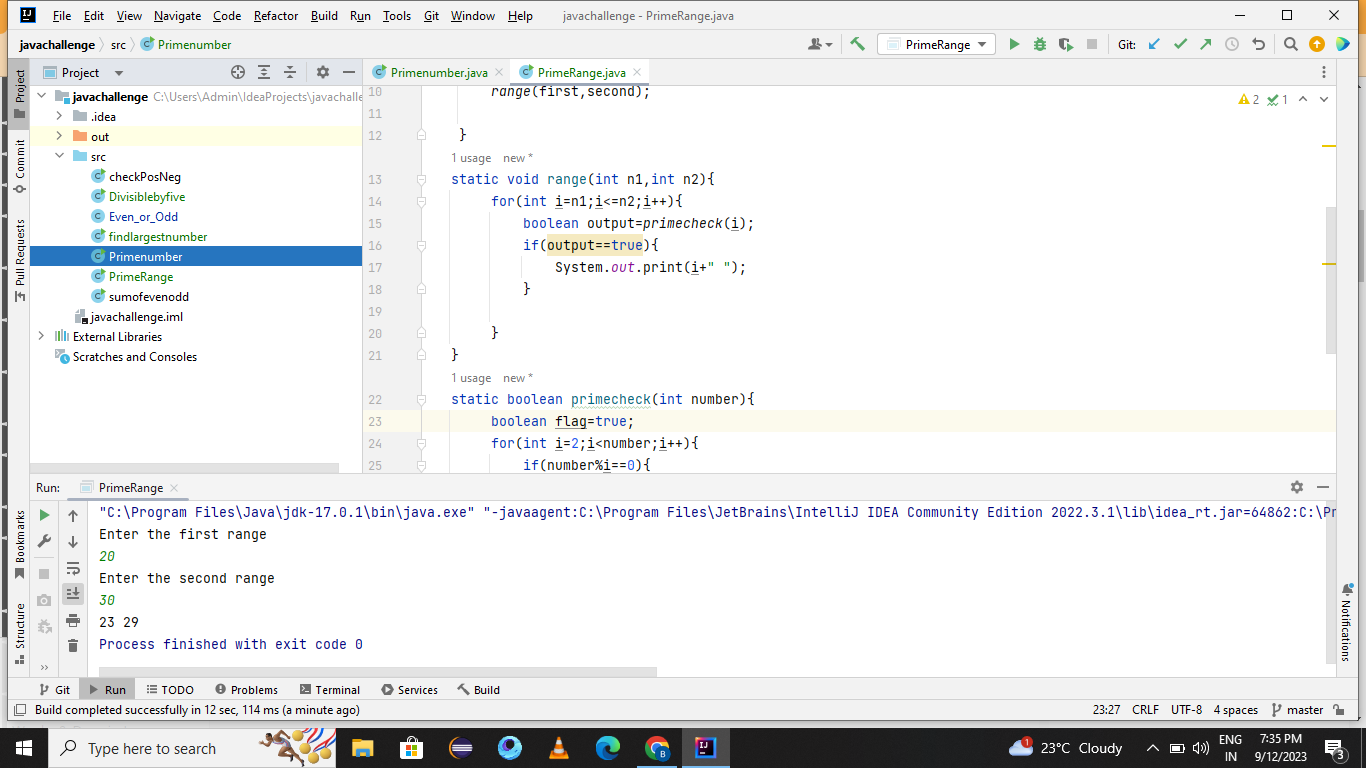 File Edit View Navigate Code Refactor Build Run Tools Git Window Help javachallenge - PrimeRange.java
javachallenge src Primenumber PrimeRange Git:
Project Primenumber.java PrimeRange.java
Project
Commit
Pull Requests
Bookmarks
Structure
javachallenge C:\Users\Admin\IdeaProjects\javachalle
.idea
out
src
checkPosNeg
Divisiblebyfive
Even_or_Odd
findlargestnumber
Primenumber
PrimeRange
sumofevenodd
javachallenge.iml
External Libraries
Scratches and Consoles
2 1
10 range(first,second);
11
12 }
1 usage new *
13 static void range(int n1,int n2){
14 for(int i=n1;i<=n2;i++){
15 boolean output=primecheck(i);
16 if(output==true){
17 System.out.print(i+" ");
18 }
19
20 }
21 }
1 usage new *
22 static boolean primecheck(int number){
23 boolean flag=true;
24 for(int i=2;i<number;i++){
25 if(number%i==0){
Run: PrimeRange
"C:\Program Files\Java\jdk-17.0.1\bin\java.exe" "-javaagent:C:\Program Files\JetBrains\IntelliJ IDEA Community Edition 2022.3.1\lib\idea_rt.jar=64862:C:\Pr
Enter the first range
20
Enter the second range
30
23 29
Process finished with exit code 0
Notifications
Git Run TODO Problems Terminal Services Build
Build completed successfully in 12 sec, 114 ms (a minute ago) 23:27 CRLF UTF-8 4 spaces master
Type here to search
1 23°C Cloudy
ENG
IN
7:35 PM
9/12/2023
3